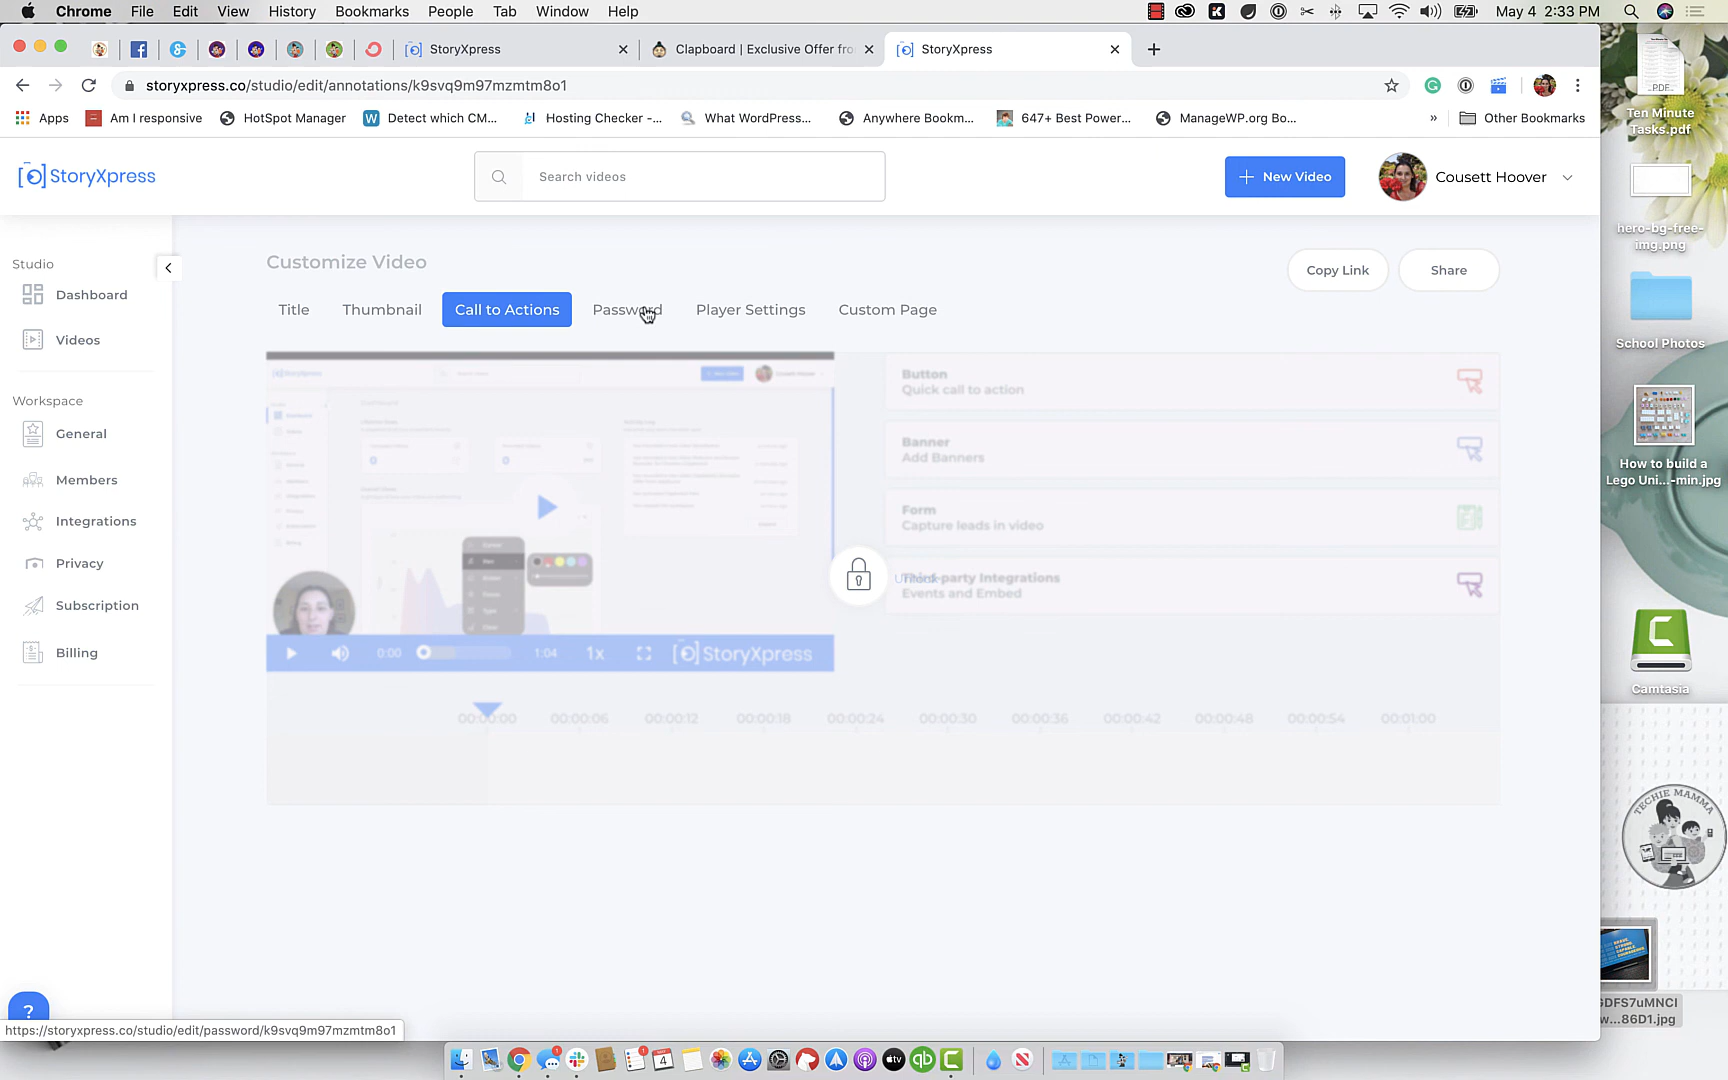 Chrome File Edit View History Bookmarks People Tab Window Help May 4 2:33 PM
StoryXpress Clapboard | Exclusive Offer fro StoryXpress
storyxpress.co/studio/edit/annotations/k9svq9m97mzmtm8o1
Apps Am I responsive HotSpot Manager Detect which CM... Hosting Checker -... What WordPress... Anywhere Bookm... 647+ Best Power... ManageWP.org Bo... » Other Bookmarks
StoryXpress
Search videos
New Video
Cousett Hoover
Studio
Dashboard
Videos
Workspace
General
Members
Integrations
Privacy
Subscription
Billing
Customize Video
Copy Link
Share
Title Thumbnail Call to Actions Password Player Settings Custom Page
Button
Quick call to action
Banner
Add Banners
Form
Capture leads in video
Third-party Integrations
Events and Embed
0:00 1:04 1x StoryXpress
00:00:00 00:00:06 00:00:12 00:00:18 00:00:24 00:00:30 00:00:36 00:00:42 00:00:48 00:00:54 00:01:00
?
https://storyxpress.co/studio/edit/password/k9svq9m97mzmtm8o1
PDF
Ten Minute
Tasks.pdf
hero-bg-free-
img.png
School Photos
How to build a
Lego Uni...-min.jpg
Camtasia
TECHIE MAMMA
GDFS7uMNCI
w...86D1.jpg